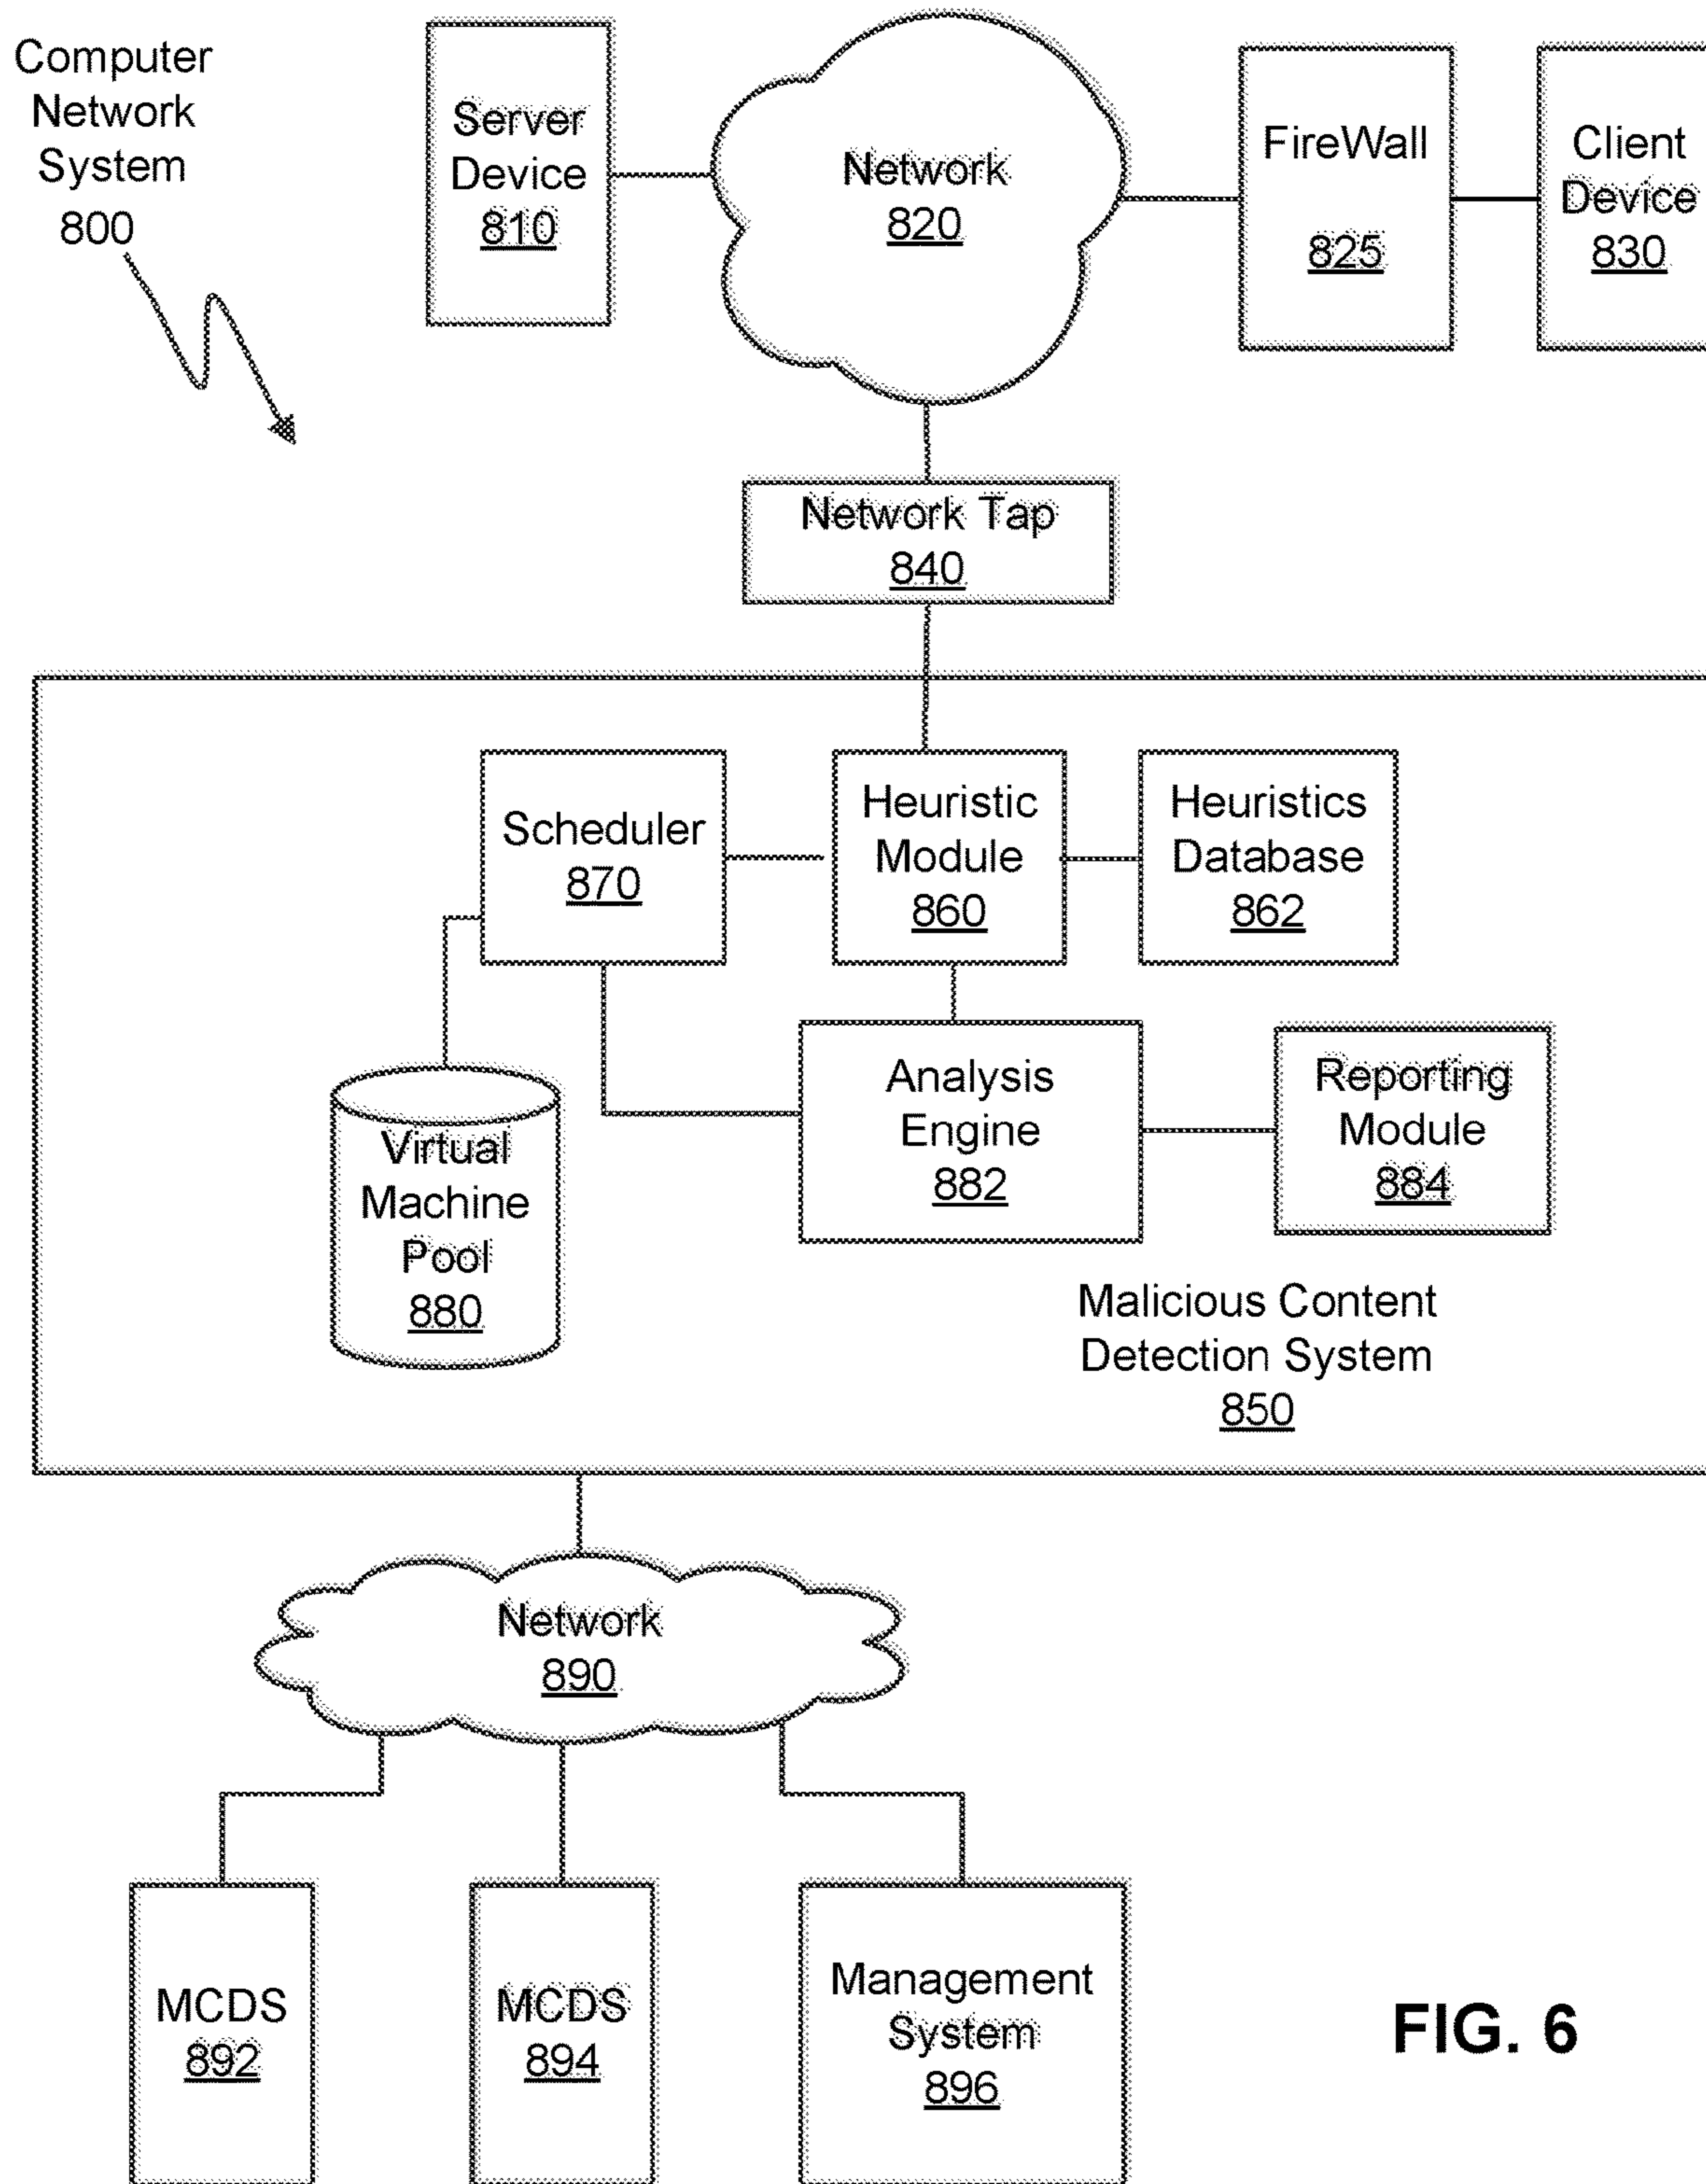 Computer
Network
System
800
Server
Device
810
Network
820
FireWall
825
Client
Device
830
Network Tap
840
Scheduler
870
Heuristic
Module
860
Heuristics
Database
862
Virtual
Machine
Pool
880
Analysis
Engine
882
Reporting
Module
884
Malicious Content
Detection System
850
Network
890
MCDS
892
MCDS
894
Management
System
896
FIG. 6